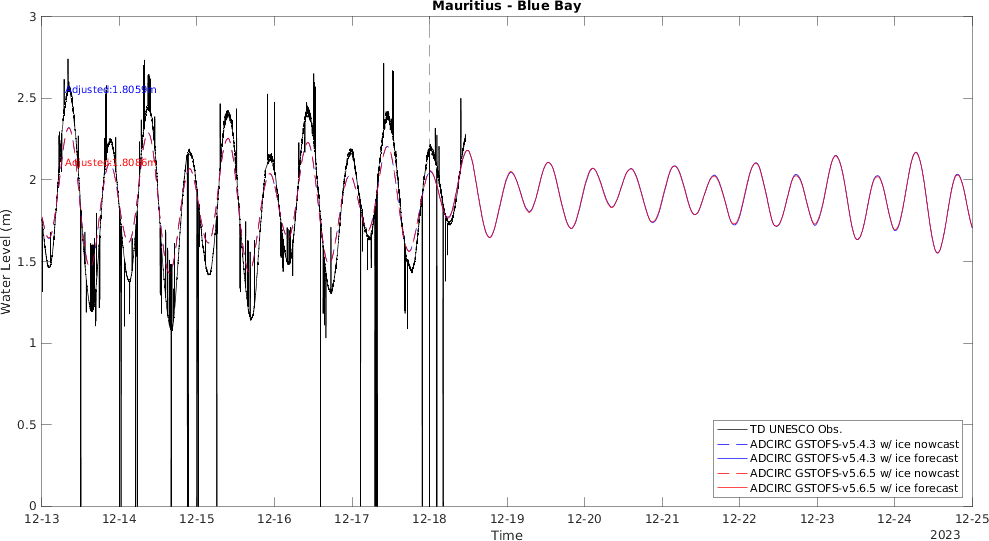 Mauritius - Blue Bay
3
2.5
2
1.5
1
0.5
0
Water Level (m)
Adjusted:1.8059m
Adjusted:1.8086m
TD UNESCO Obs.
ADCIRC GSTOFS-v5.4.3 w/ ice nowcast
ADCIRC GSTOFS-v5.4.3 w/ ice forecast
ADCIRC GSTOFS-v5.6.5 w/ ice nowcast
ADCIRC GSTOFS-v5.6.5 w/ ice forecast
12-13 12-14 12-15 12-16 12-17 12-18 12-19 12-20 12-21 12-22 12-23 12-24 12-25
Time
2023